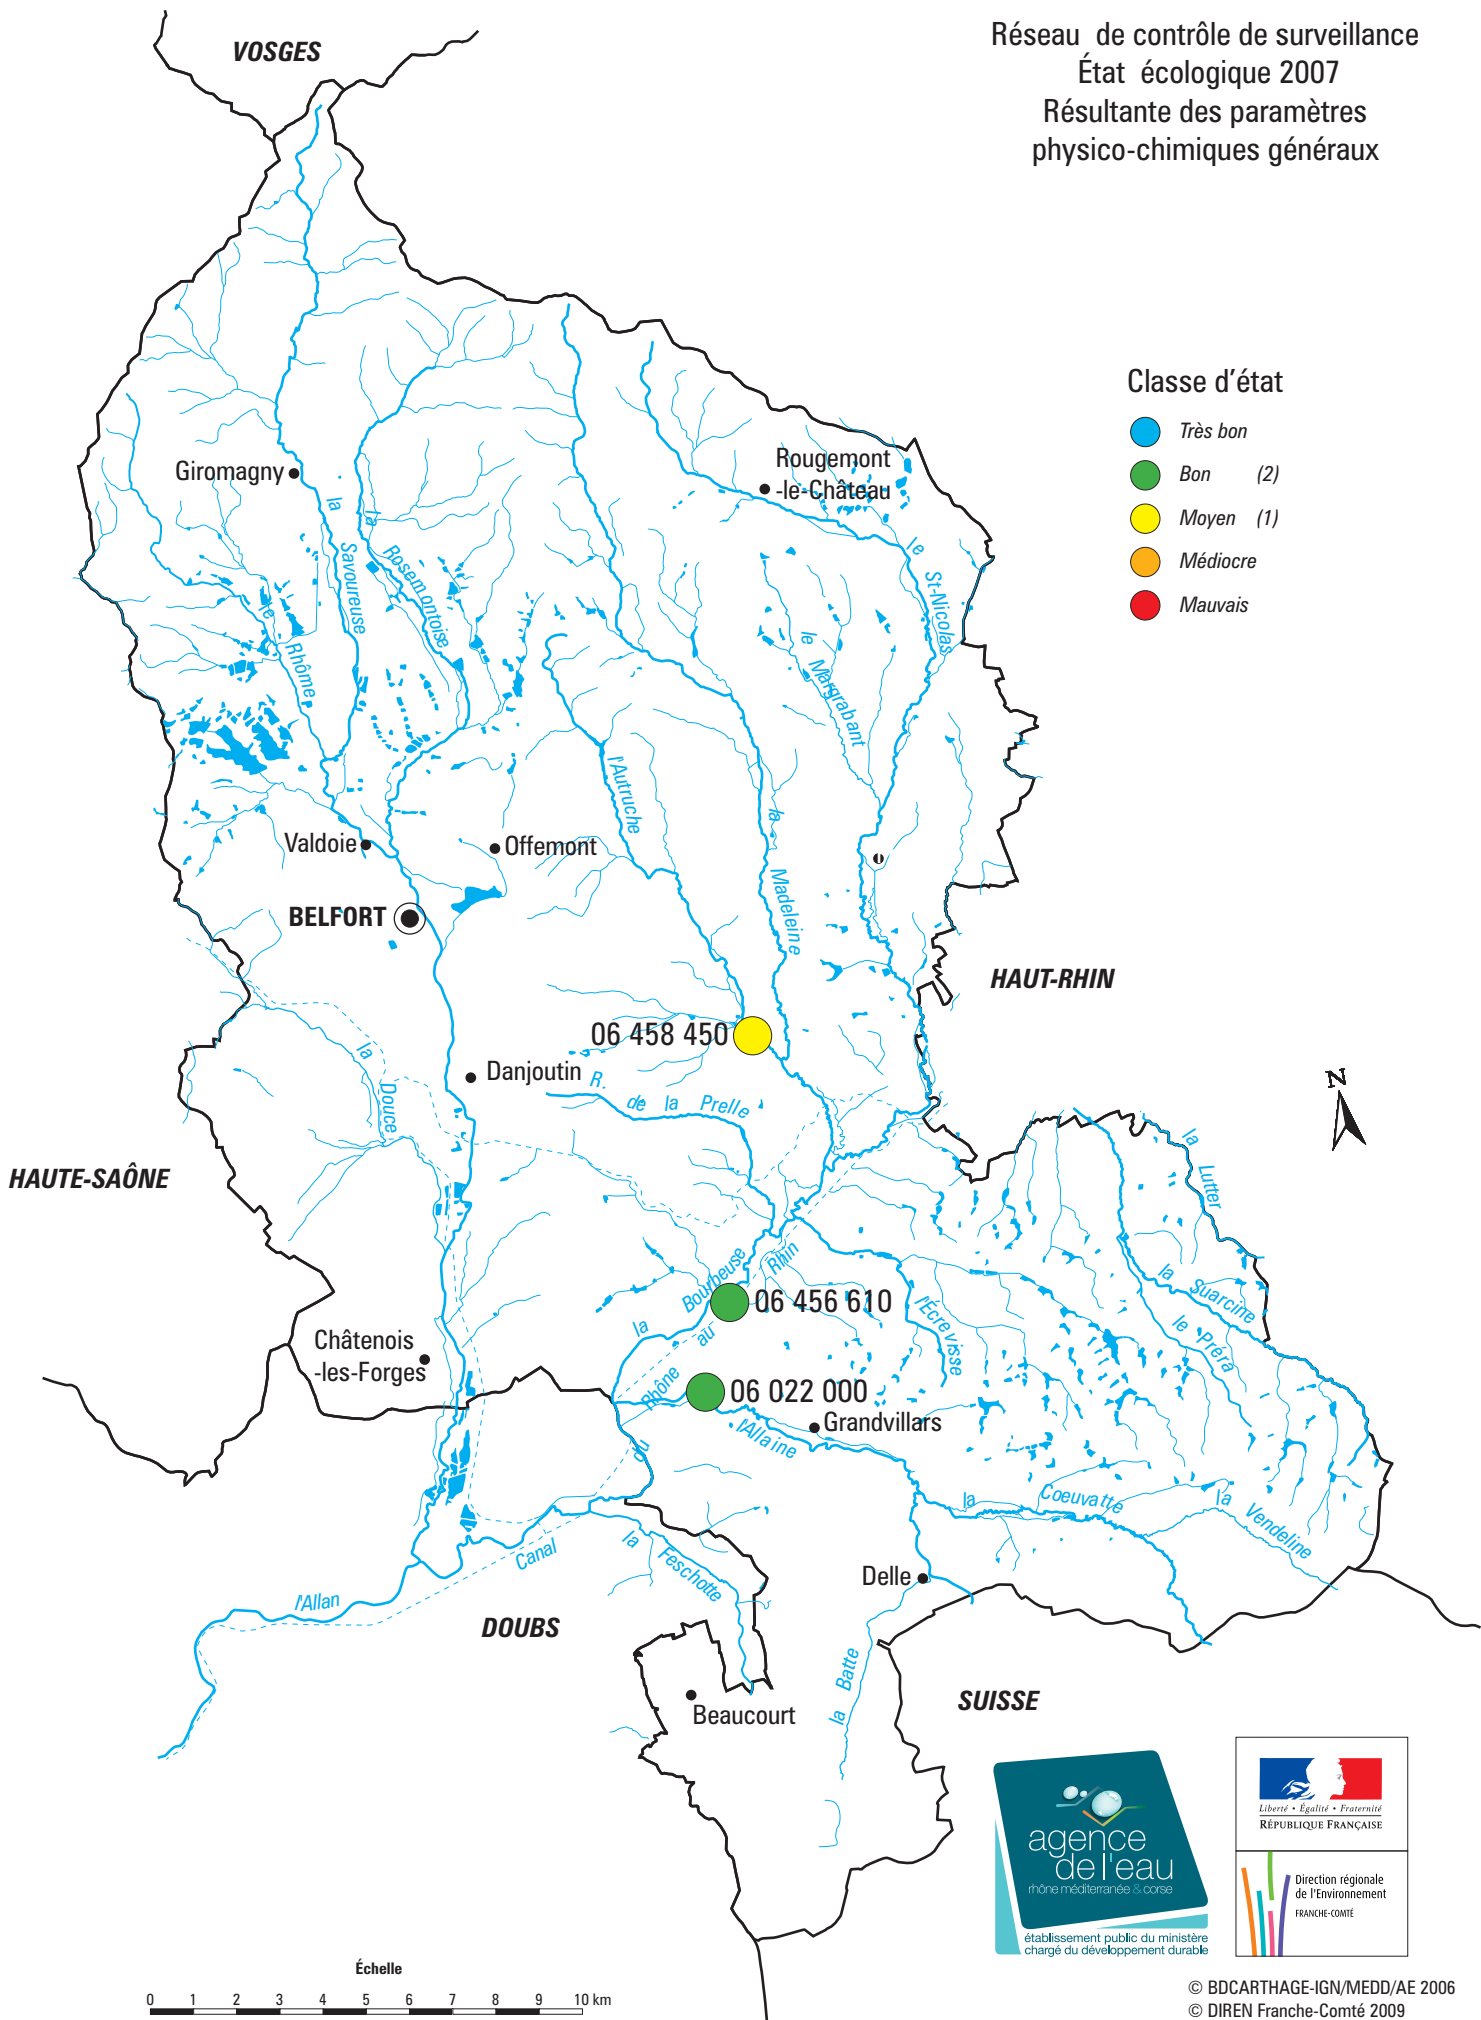 Réseau de contrôle de surveillance
État écologique 2007
Résultante des paramètres
physico-chimiques généraux
VOSGES
Classe d'état
Très bon
Bon (2)
Moyen (1)
Médiocre
Mauvais
Giromagny
Rougemont
-le-Château
la Savoureuse
la Rosemontoise
le Rhôme
le St-Nicolas
le Margrabant
l'Autruche
la Madeleine
Valdoie
Offemont
BELFORT
HAUT-RHIN
06 458 450
la Douce
Danjoutin
R. de la Prelle
N
HAUTE-SAÔNE
la Lutter
la Bourbeuse
la Suarcine
le Préra
l'Écrevisse
06 456 610
Châtenois
-les-Forges
Canal du Rhône au Rhin
06 022 000
Grandvillars
l'Allaine
la Coeuvatte
la Vendeline
la Feschotte
Delle
l'Allan
DOUBS
la Batte
Beaucourt
SUISSE
agence
de l'eau
rhône méditerranée & corse
établissement public du ministère
chargé du développement durable
Liberté • Égalité • Fraternité
RÉPUBLIQUE FRANÇAISE
Direction régionale
de l'Environnement
FRANCHE-COMTÉ
Échelle
0 1 2 3 4 5 6 7 8 9 10 km
© BDCARTHAGE-IGN/MEDD/AE 2006
© DIREN Franche-Comté 2009